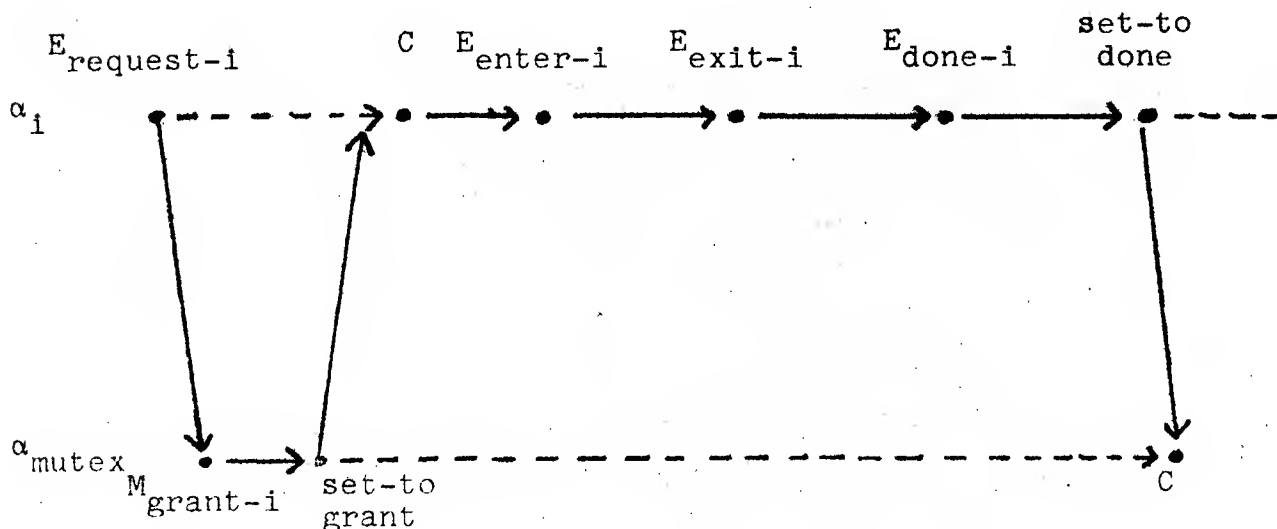 E_request-i C E_enter-i E_exit-i E_done-i set-to
done
α_i
α_mutex
M_grant-i set-to C
grant